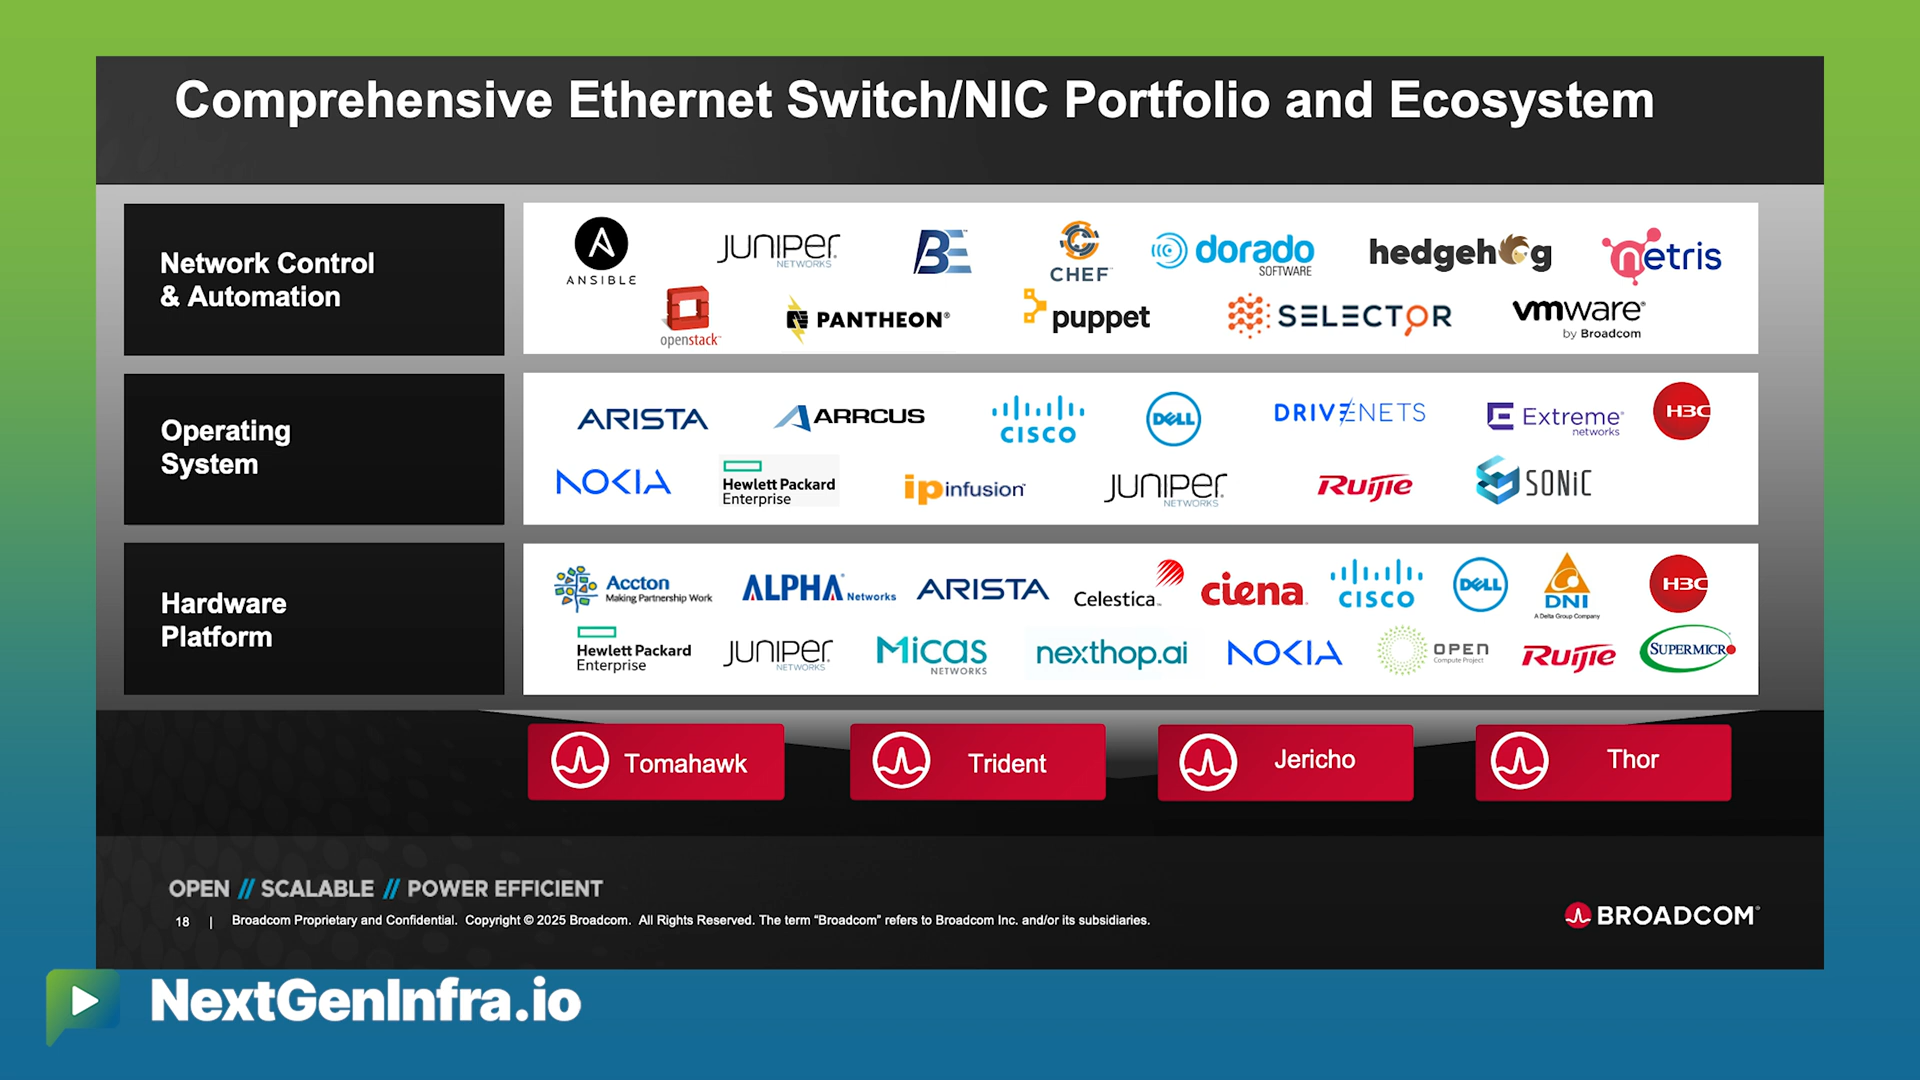 Comprehensive Ethernet Switch/NIC Portfolio and Ecosystem
Network Control
& Automation
ANSIBLE
JUNIPER
NETWORKS
BE
CHEF
dorado
SOFTWARE
hedgehog
netris
openstack
PANTHEON
puppet
SELECTOR
vmware
by Broadcom
Operating
System
ARISTA
ARRCUS
CISCO
DELL
DRIVENETS
Extreme
networks
H3C
NOKIA
Hewlett Packard
Enterprise
ip infusion
JUNIPER
NETWORKS
Ruijie
SONiC
Hardware
Platform
Accton
Making Partnership Work
ALPHA Networks
ARISTA
Celestica
ciena
CISCO
DELL
DNI
A Delta Group Company
H3C
Hewlett Packard
Enterprise
JUNIPER
NETWORKS
Micas
NETWORKS
nexthop.ai
NOKIA
OPEN
Compute Project
Ruijie
SUPERMICRO
Tomahawk
Trident
Jericho
Thor
OPEN // SCALABLE // POWER EFFICIENT
18 | Broadcom Proprietary and Confidential. Copyright © 2025 Broadcom. All Rights Reserved. The term “Broadcom” refers to Broadcom Inc. and/or its subsidiaries.
BROADCOM
NextGenInfra.io